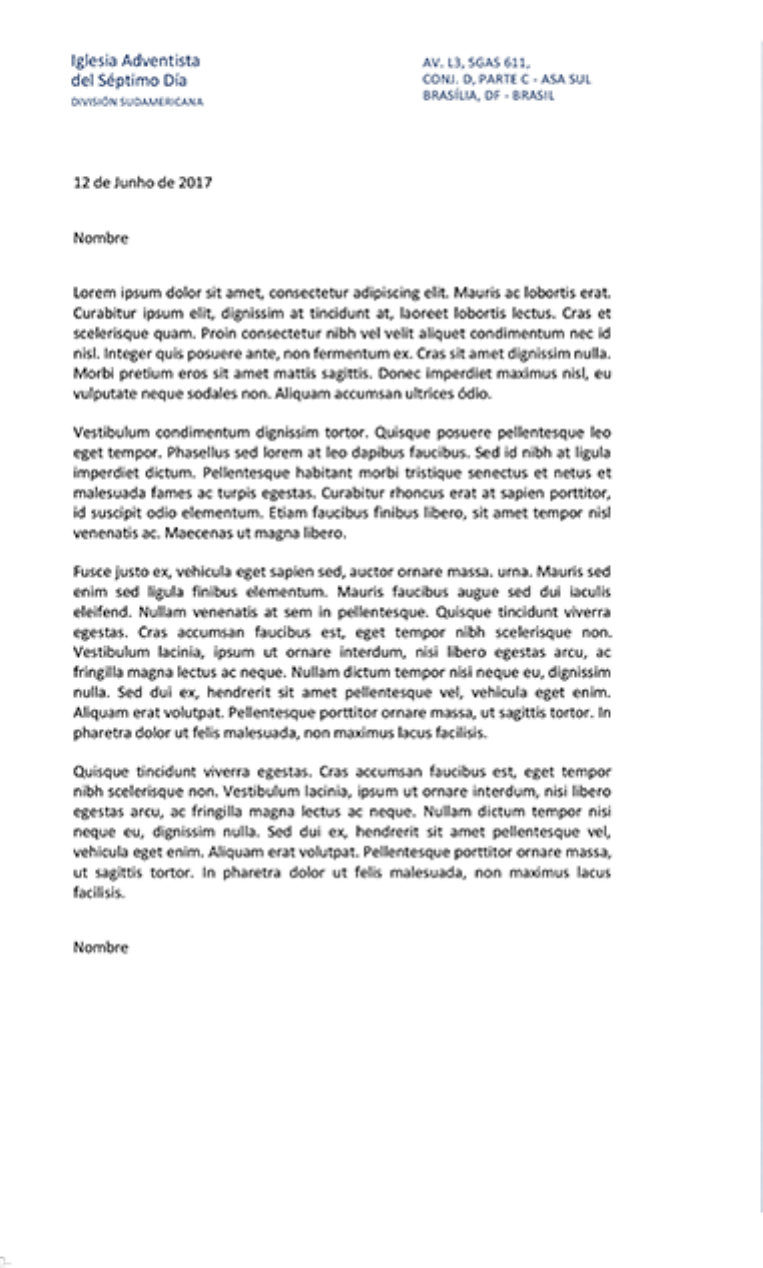 Iglesia Adventista
del Séptimo Día
DIVISIÓN SUDAMERICANA
AV. L3, SGAS 611,
CONJ. D, PARTE C - ASA SUL
BRASÍLIA, DF - BRASIL
12 de Junho de 2017
Nombre
Lorem ipsum dolor sit amet, consectetur adipiscing elit. Mauris ac lobortis erat.
Curabitur ipsum elit, dignissim at tincidunt at, laoreet lobortis lectus. Cras et
scelerisque quam. Proin consectetur nibh vel velit aliquet condimentum nec id
nisl. Integer quis posuere ante, non fermentum ex. Cras sit amet dignissim nulla.
Morbi pretium eros sit amet mattis sagittis. Donec imperdiet maximus nisl, eu
vulputate neque sodales non. Aliquam accumsan ultrices ódio.
Vestibulum condimentum dignissim tortor. Quisque posuere pellentesque leo
eget tempor. Phasellus sed lorem at leo dapibus faucibus. Sed id nibh at ligula
imperdiet dictum. Pellentesque habitant morbi tristique senectus et netus et
malesuada fames ac turpis egestas. Curabitur rhoncus erat at sapien porttitor,
id suscipit odio elementum. Etiam faucibus finibus libero, sit amet tempor nisl
venenatis ac. Maecenas ut magna libero.
Fusce justo ex, vehicula eget sapien sed, auctor ornare massa. urna. Mauris sed
enim sed ligula finibus elementum. Mauris faucibus augue sed dui iaculis
eleifend. Nullam venenatis at sem in pellentesque. Quisque tincidunt viverra
egestas. Cras accumsan faucibus est, eget tempor nibh scelerisque non.
Vestibulum lacinia, ipsum ut ornare interdum, nisi libero egestas arcu, ac
fringilla magna lectus ac neque. Nullam dictum tempor nisi neque eu, dignissim
nulla. Sed dui ex, hendrerit sit amet pellentesque vel, vehicula eget enim.
Aliquam erat volutpat. Pellentesque porttitor ornare massa, ut sagittis tortor. In
pharetra dolor ut felis malesuada, non maximus lacus facilisis.
Quisque tincidunt viverra egestas. Cras accumsan faucibus est, eget tempor
nibh scelerisque non. Vestibulum lacinia, ipsum ut ornare interdum, nisi libero
egestas arcu, ac fringilla magna lectus ac neque. Nullam dictum tempor nisi
neque eu, dignissim nulla. Sed dui ex, hendrerit sit amet pellentesque vel,
vehicula eget enim. Aliquam erat volutpat. Pellentesque porttitor ornare massa,
ut sagittis tortor. In pharetra dolor ut felis malesuada, non maximus lacus
facilisis.
Nombre